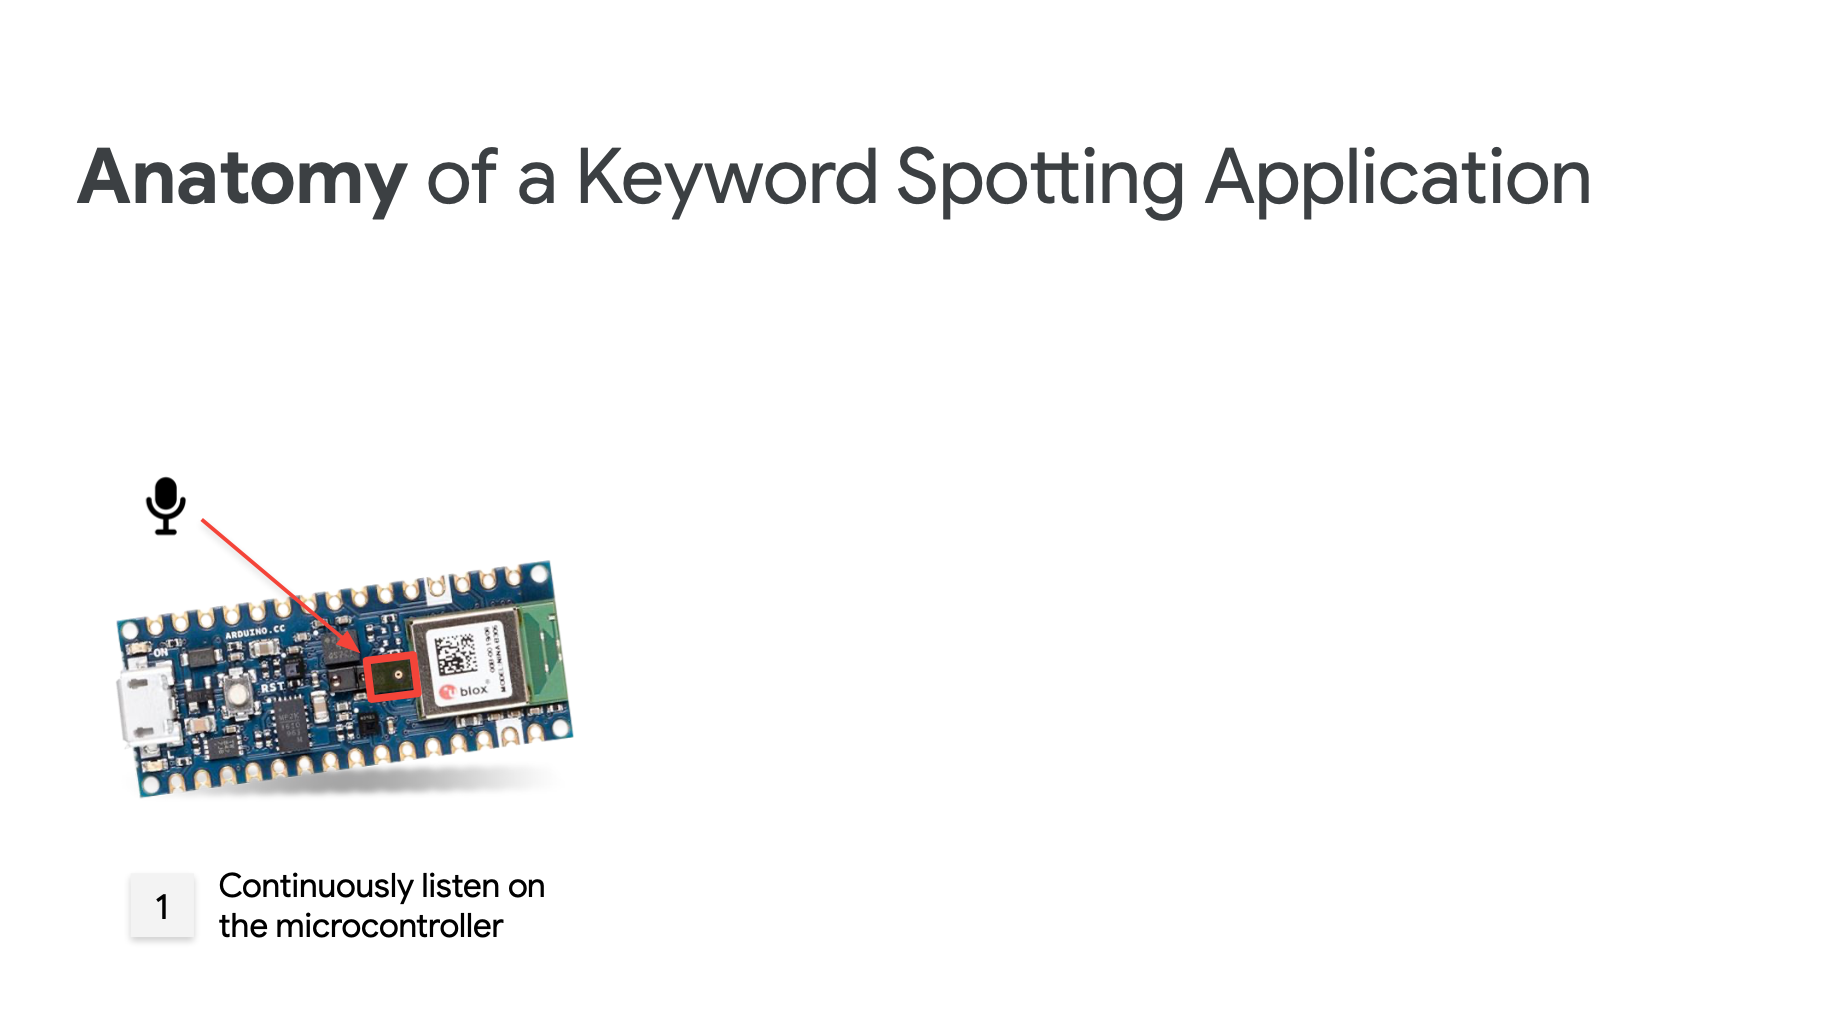 Anatomy of a Keyword Spotting Application
ARDUINO.CC
ON
RST
blox
1
Continuously listen on
the microcontroller